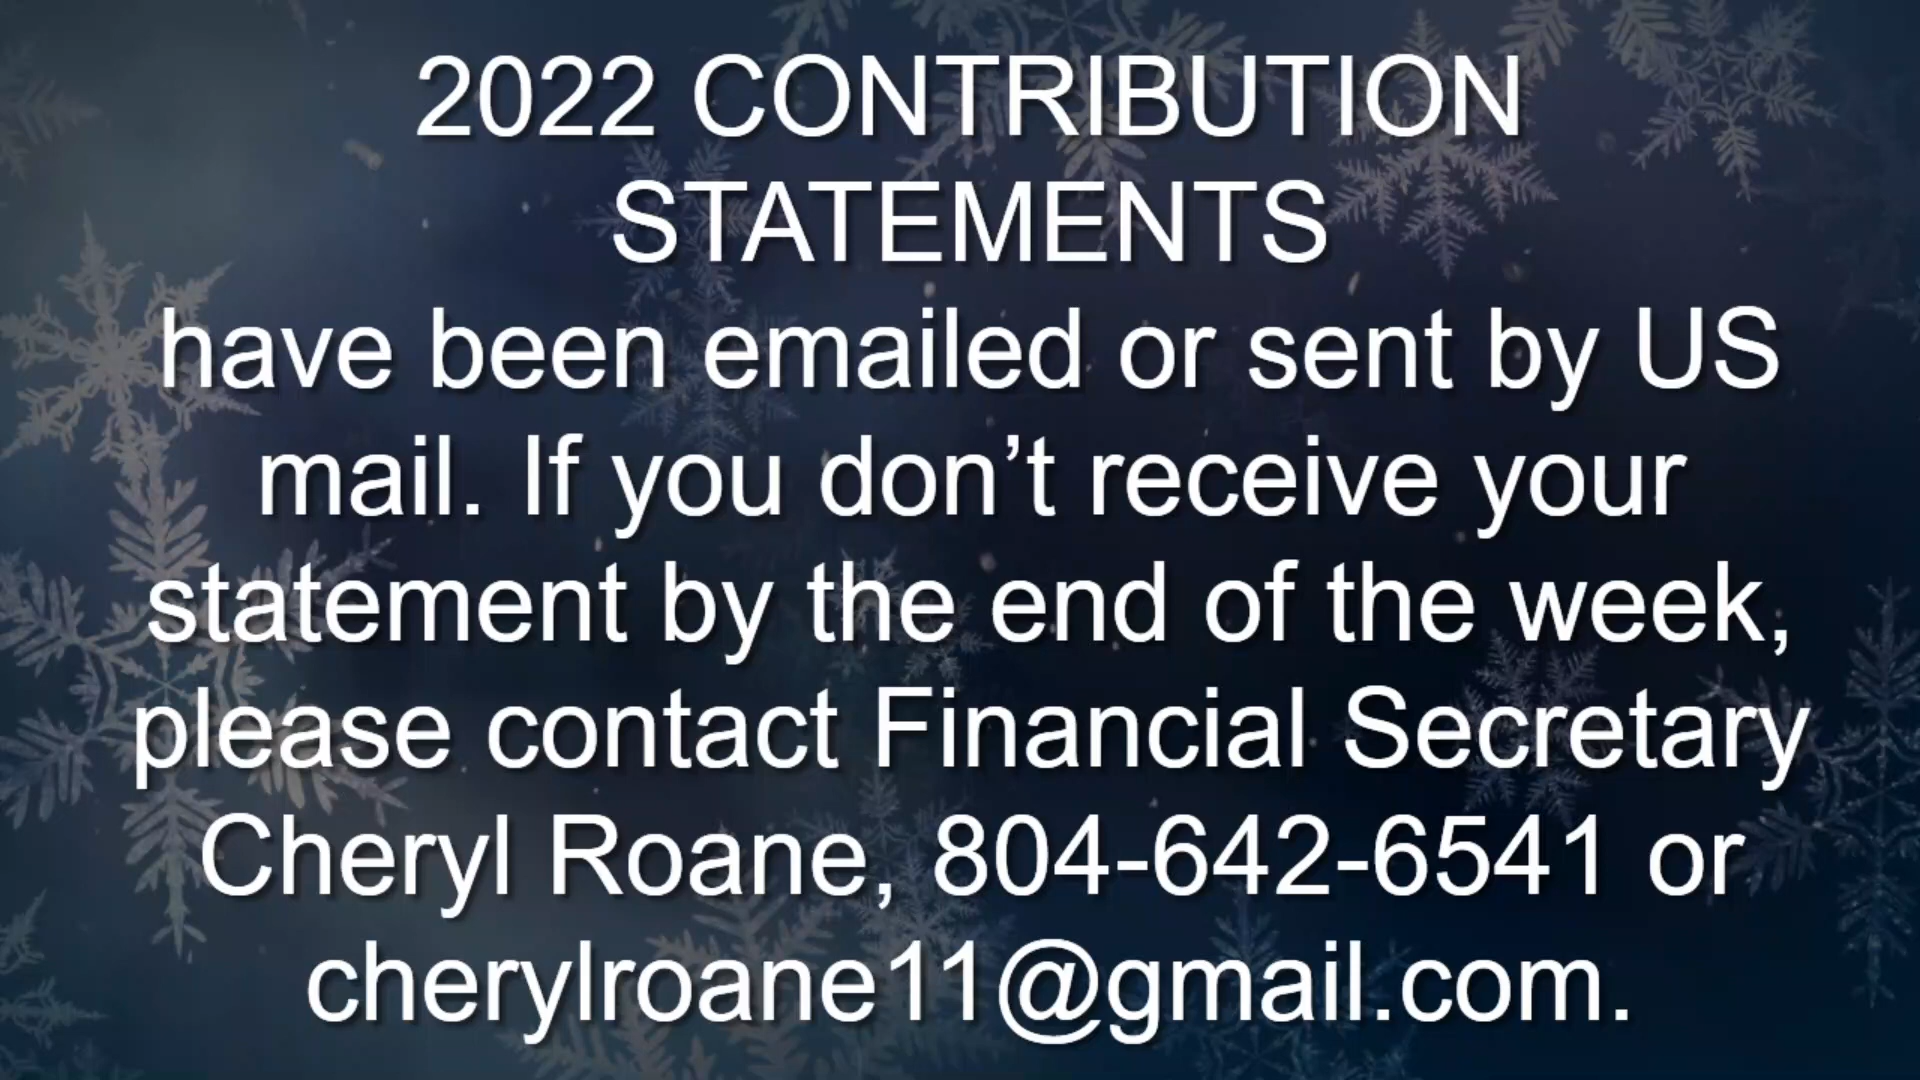 2022 CONTRIBUTION
STATEMENTS
have been emailed or sent by US
mail. If you don’t receive your
statement by the end of the week,
please contact Financial Secretary
Cheryl Roane, 804-642-6541 or
cherylroane11@gmail.com.